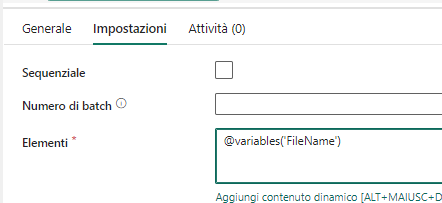 Generale Impostazioni Attività (0)
Sequenziale
Numero di batch
Elementi *
@variables('FileName')
Aggiungi contenuto dinamico [ALT+MAIUSC+D